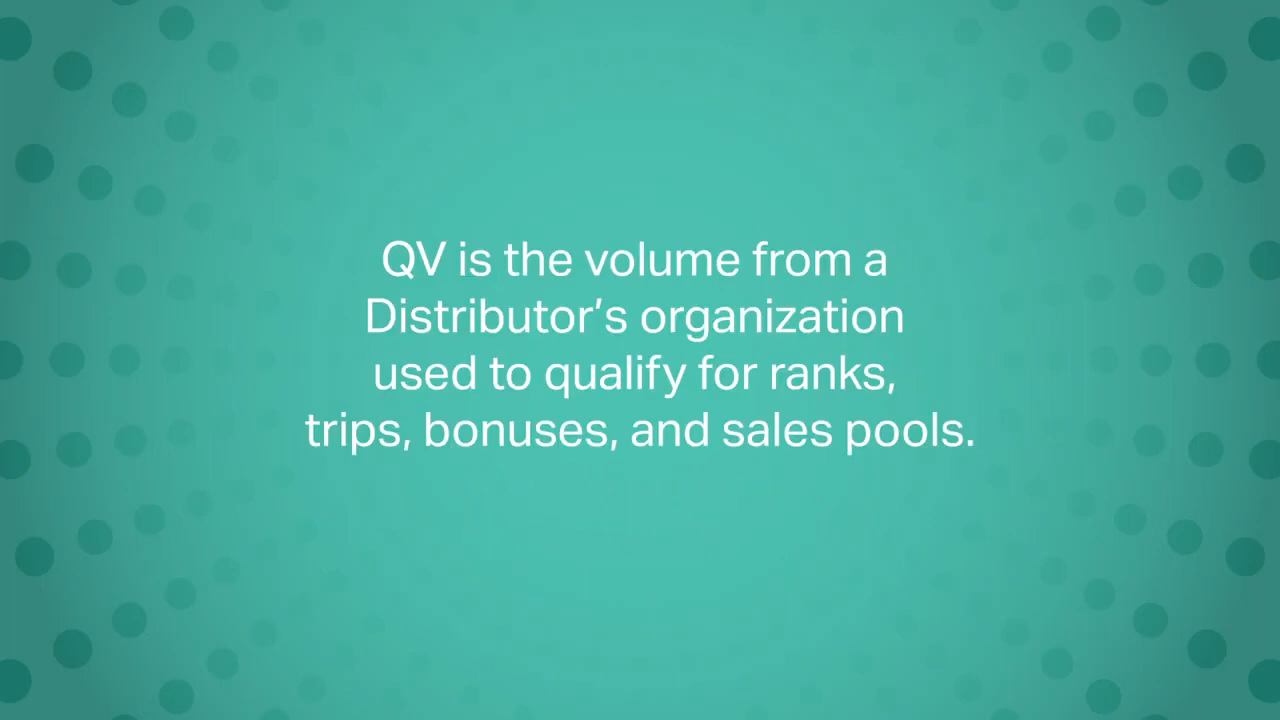 QV is the volume from a
Distributor’s organization
used to qualify for ranks,
trips, bonuses, and sales pools.